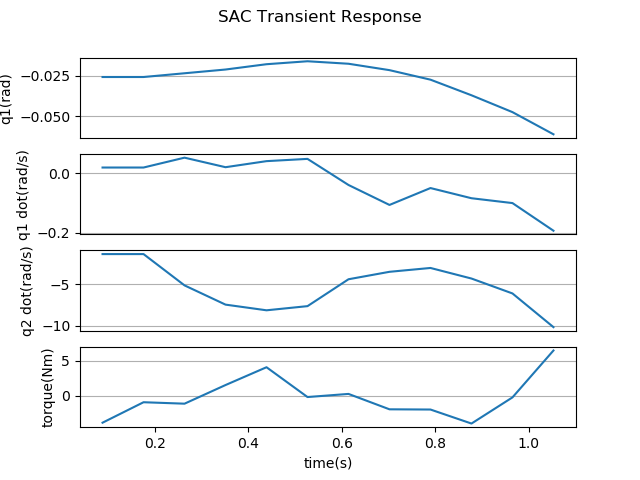 SAC Transient Response
q1(rad)
−0.025
−0.050
q1 dot(rad/s)
0.0
−0.2
q2 dot(rad/s)
−5
−10
torque(Nm)
5
0
0.2 0.4 0.6 0.8 1.0
time(s)